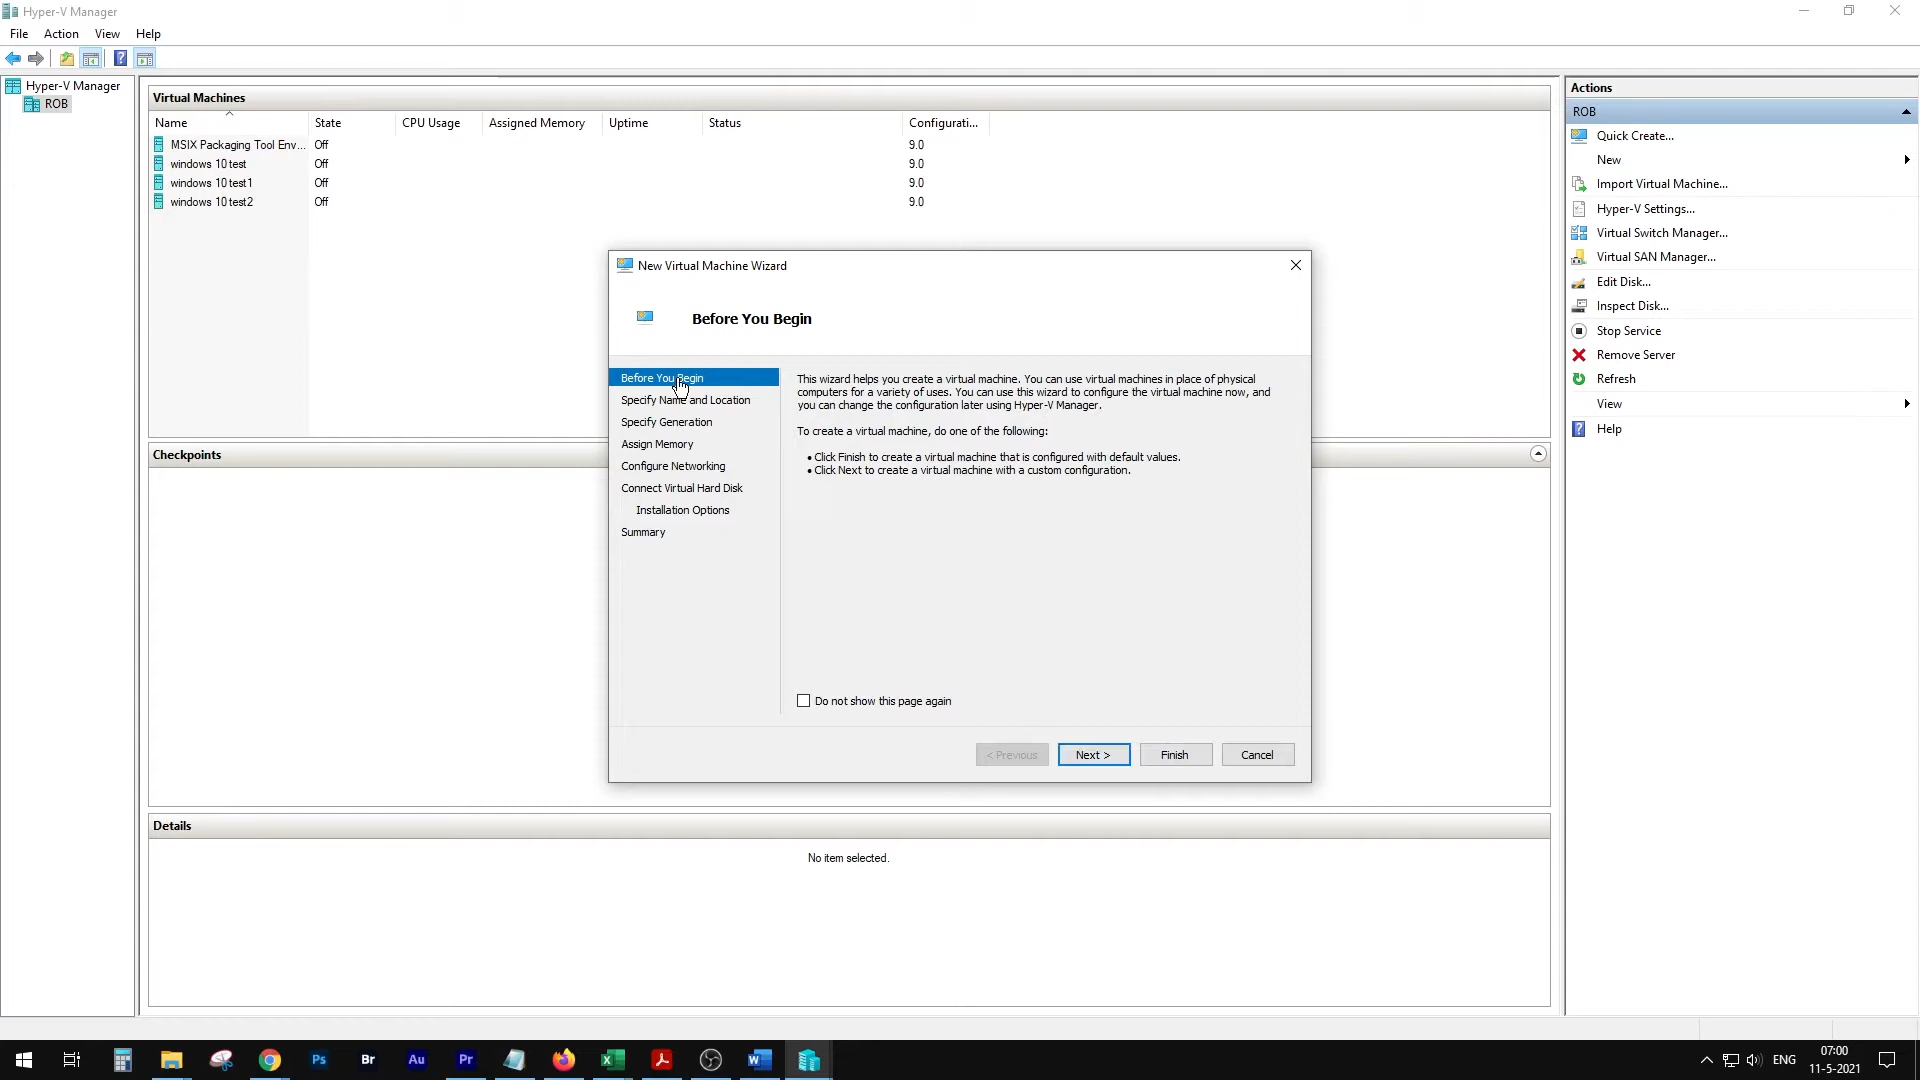 Hyper-V Manager
File Action View Help
Hyper-V Manager
ROB
Virtual Machines
Name State CPU Usage Assigned Memory Uptime Status Configurati...
MSIX Packaging Tool Env... Off 9.0
windows 10 test Off 9.0
windows 10 test1 Off 9.0
windows 10 test2 Off 9.0
New Virtual Machine Wizard
Before You Begin
Before You Begin
Specify Name and Location
Specify Generation
Assign Memory
Configure Networking
Connect Virtual Hard Disk
Installation Options
Summary
This wizard helps you create a virtual machine. You can use virtual machines in place of physical
computers for a variety of uses. You can use this wizard to configure the virtual machine now, and
you can change the configuration later using Hyper-V Manager.
To create a virtual machine, do one of the following:
• Click Finish to create a virtual machine that is configured with default values.
• Click Next to create a virtual machine with a custom configuration.
Do not show this page again
< Previous Next > Finish Cancel
Checkpoints
Details
No item selected.
Actions
ROB
Quick Create...
New
Import Virtual Machine...
Hyper-V Settings...
Virtual Switch Manager...
Virtual SAN Manager...
Edit Disk...
Inspect Disk...
Stop Service
Remove Server
Refresh
View
Help
Ps Br Au Pr
ENG
07:00
11-5-2021